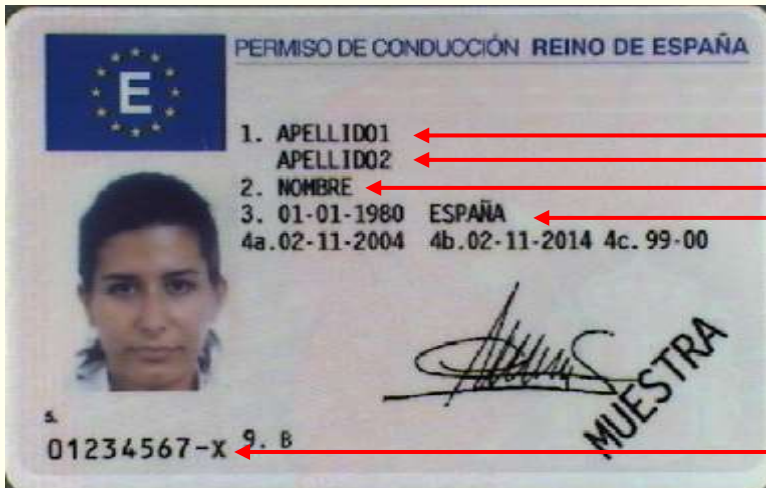 E
PERMISO DE CONDUCCIÓN REINO DE ESPAÑA
1. APELLIDO1
APELLIDO2
2. NOMBRE
3. 01-01-1980 ESPAÑA
4a.02-11-2004 4b.02-11-2014 4c.99-00
MUESTRA
5.
01234567-X 9. B